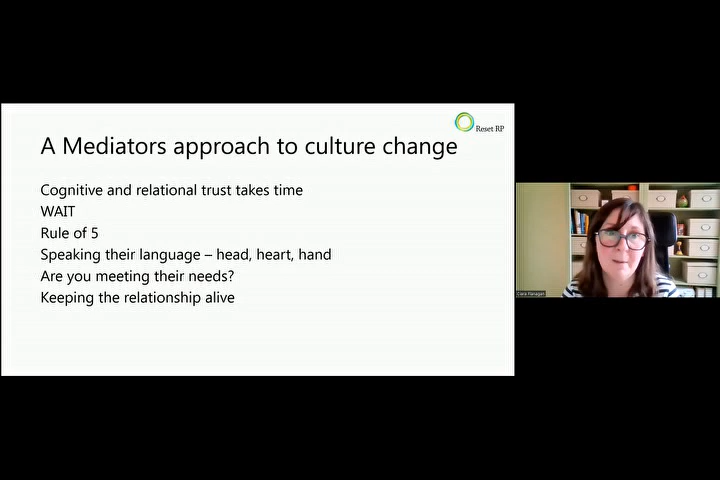 Reset RP
A Mediators approach to culture change
Cognitive and relational trust takes time
WAIT
Rule of 5
Speaking their language – head, heart, hand
Are you meeting their needs?
Keeping the relationship alive